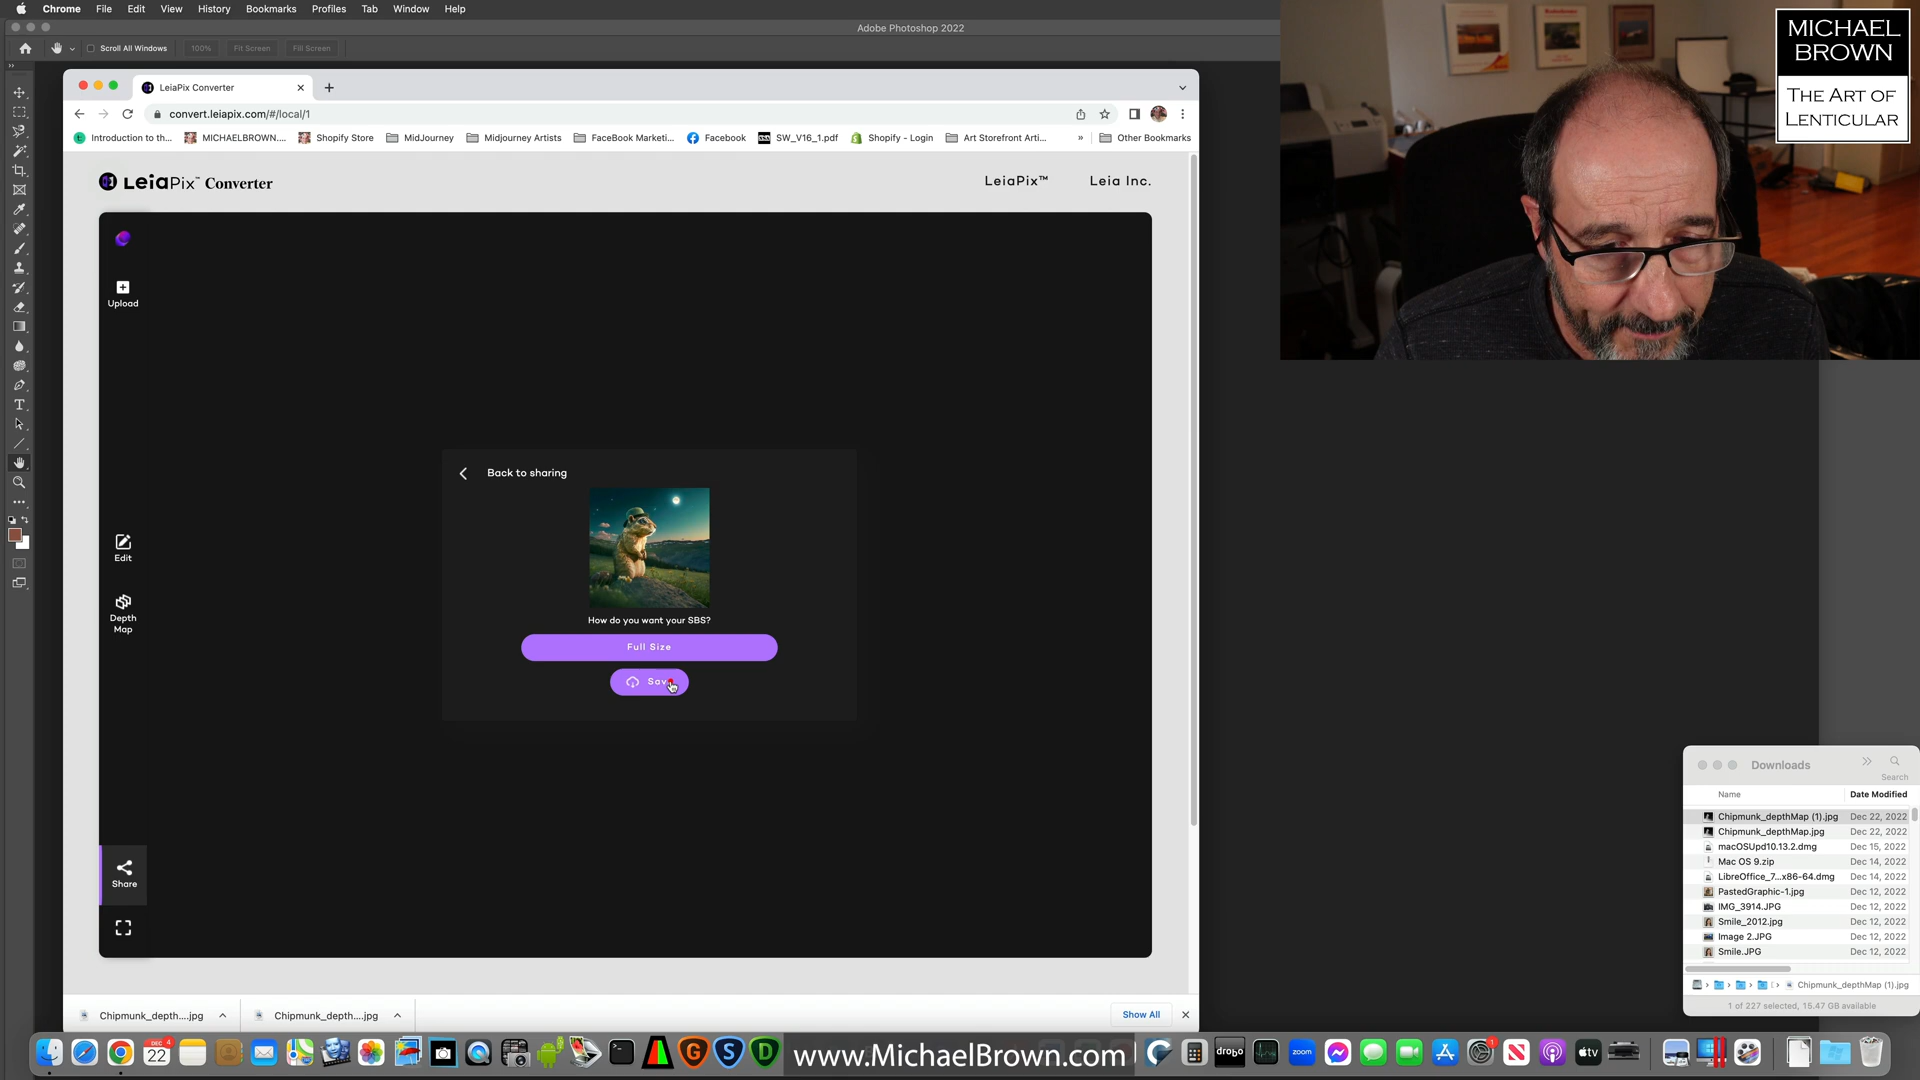 Chrome File Edit View History Bookmarks Profiles Tab Window Help
Adobe Photoshop 2022
Scroll All Windows 100% Fit Screen Fill Screen
MICHAEL
BROWN
THE ART OF
LENTICULAR
LeiaPix Converter
convert.leiapix.com/#/local/1
Introduction to th... MICHAELBROWN.... Shopify Store MidJourney Midjourney Artists FaceBook Marketi... Facebook SW_V16_1.pdf Shopify - Login Art Storefront Arti... » Other Bookmarks
LeiaPix™ Converter
LeiaPix™ Leia Inc.
Upload
Back to sharing
Edit
Depth
Map
How do you want your SBS?
Full Size
Share
Downloads
Search
Name Date Modified
Chipmunk_depthMap (1).jpg Dec 22, 2022
Chipmunk_depthMap.jpg Dec 22, 2022
macOSUpd10.13.2.dmg Dec 15, 2022
Mac OS 9.zip Dec 14, 2022
LibreOffice_7...x86-64.dmg Dec 14, 2022
PastedGraphic-1.jpg Dec 12, 2022
IMG_3914.JPG Dec 12, 2022
Smile_2012.jpg Dec 12, 2022
Image 2.JPG Dec 12, 2022
Smile.JPG Dec 12, 2022
Chipmunk_depthMap (1).jpg
1 of 227 selected, 15.47 GB available
Chipmunk_depth....jpg Chipmunk_depth....jpg Show All
DEC 4
22
G S D
www.MichaelBrown.com
drobo zoom tv 1